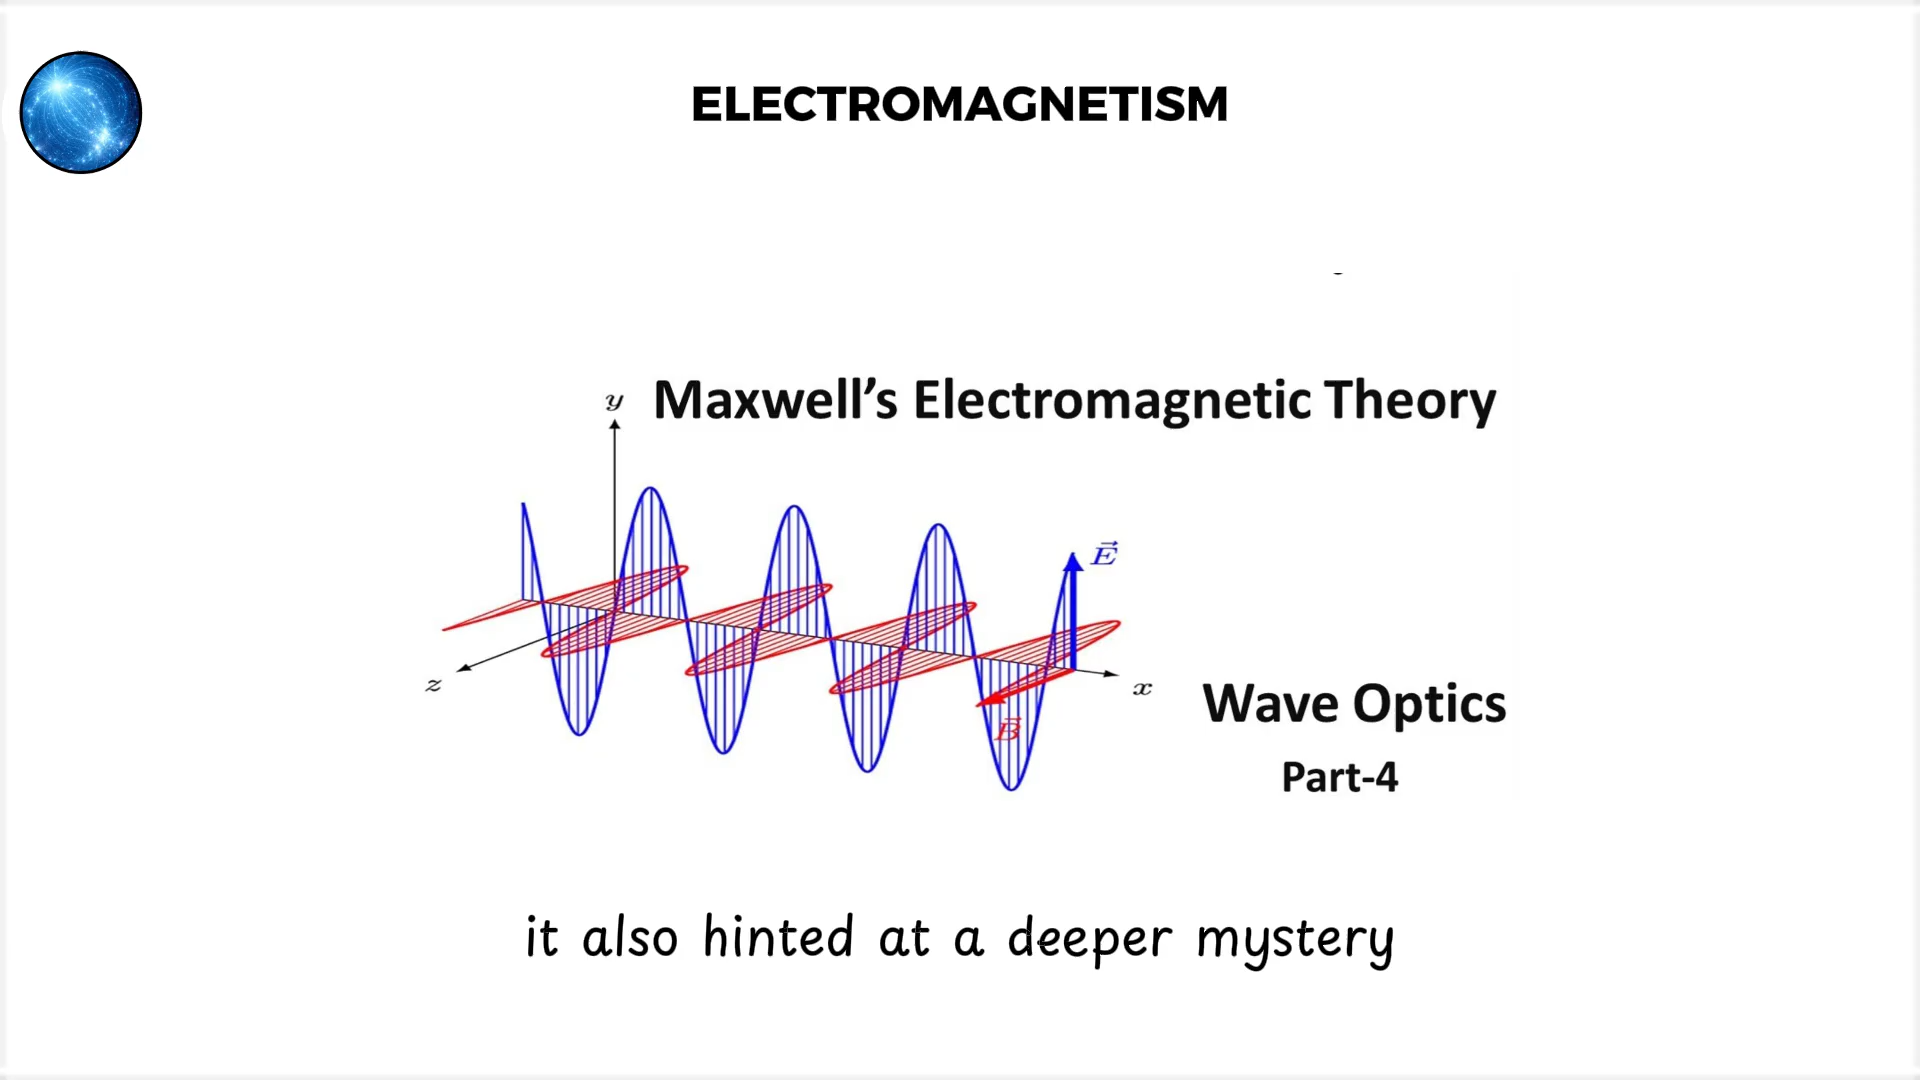 ELECTROMAGNETISM
y
Maxwell’s Electromagnetic Theory
E⃗
z
x
Wave Optics
B⃗
Part-4
it also hinted at a deeper mystery